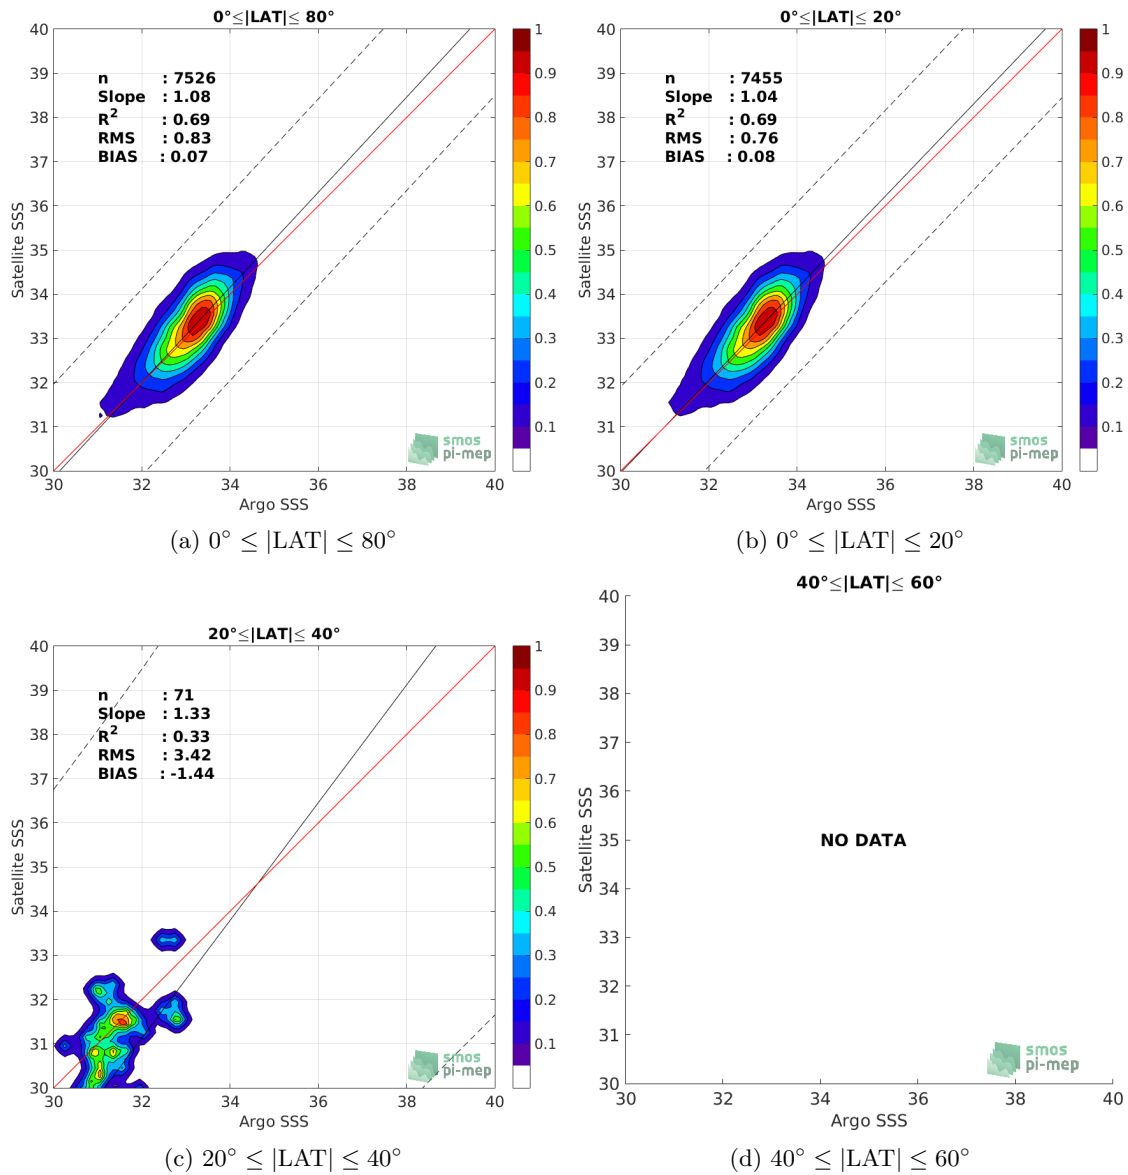 0°≤|LAT|≤ 80°
40
39
38
37
36
35
34
33
32
31
30
Satellite SSS
n : 7526
Slope : 1.08
R2 : 0.69
RMS : 0.83
BIAS : 0.07
smos
pi-mep
30 32 34 36 38 40
Argo SSS
1
0.9
0.8
0.7
0.6
0.5
0.4
0.3
0.2
0.1
(a) 0° ≤ |LAT| ≤ 80°
0°≤|LAT|≤ 20°
40
39
38
37
36
35
34
33
32
31
30
Satellite SSS
n : 7455
Slope : 1.04
R2 : 0.69
RMS : 0.76
BIAS : 0.08
smos
pi-mep
30 32 34 36 38 40
Argo SSS
1
0.9
0.8
0.7
0.6
0.5
0.4
0.3
0.2
0.1
(b) 0° ≤ |LAT| ≤ 20°
20°≤|LAT|≤ 40°
40
39
38
37
36
35
34
33
32
31
30
Satellite SSS
n : 71
Slope : 1.33
R2 : 0.33
RMS : 3.42
BIAS : -1.44
smos
pi-mep
30 32 34 36 38 40
Argo SSS
1
0.9
0.8
0.7
0.6
0.5
0.4
0.3
0.2
0.1
(c) 20° ≤ |LAT| ≤ 40°
40°≤|LAT|≤ 60°
40
39
38
37
36
35
34
33
32
31
30
Satellite SSS
NO DATA
smos
pi-mep
30 32 34 36 38 40
Argo SSS
(d) 40° ≤ |LAT| ≤ 60°